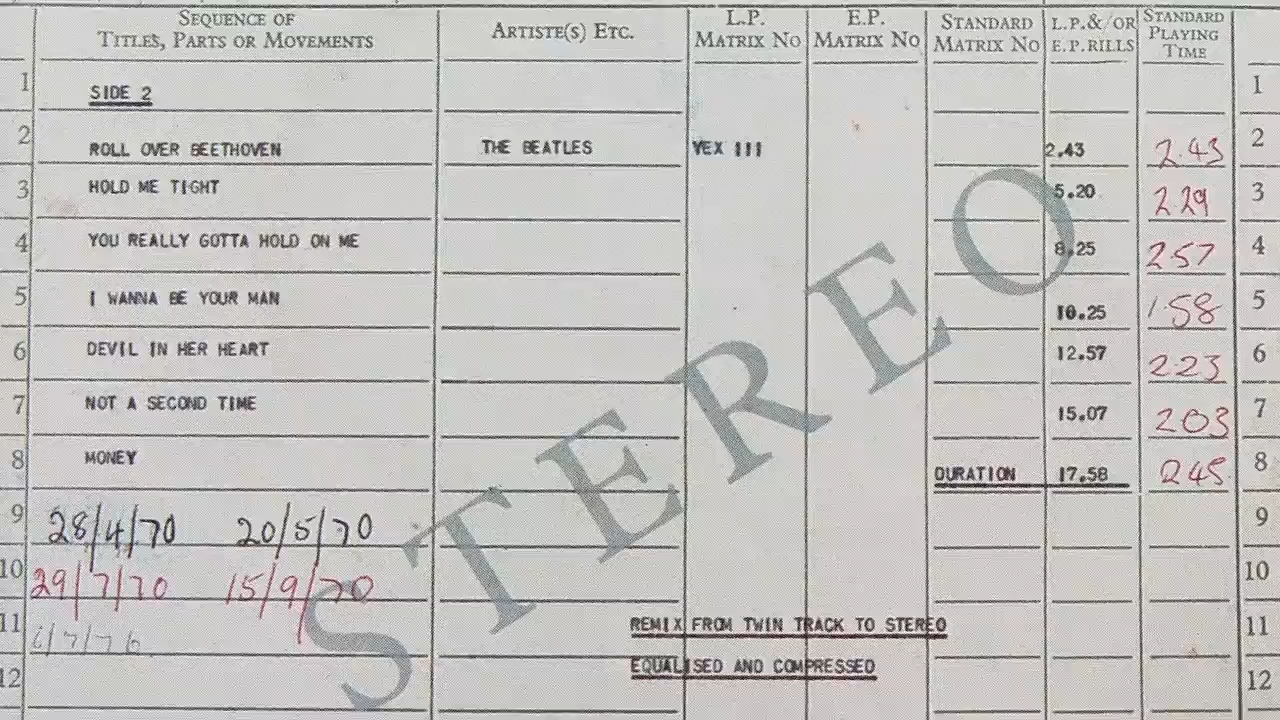 SEQUENCE OF TITLES, PARTS OR MOVEMENTS ARTISTE(S) ETC. L.P. MATRIX NO E.P. MATRIX NO STANDARD MATRIX NO L.P.& /OR E.P. RILLS STANDARD PLAYING TIME
1 SIDE 2 1
2 ROLL OVER BEETHOVEN THE BEATLES YEX 111 2.43 2.43 2
3 HOLD ME TIGHT 5.20 2 29 3
4 YOU REALLY GOTTA HOLD ON ME 8.25 2 57 4
5 I WANNA BE YOUR MAN 10.25 1.58 5
6 DEVIL IN HER HEART 12.57 2.23 6
7 NOT A SECOND TIME 15.07 2 03 7
8 MONEY DURATION 17.58 2 45 8
9 28/4/70 20/5/70 9
10 29/7/70 15/9/70 10
11 /7/76 REMIX FROM TWIN TRACK TO STEREO 11
12 EQUALISED AND COMPRESSED 12
STEREO